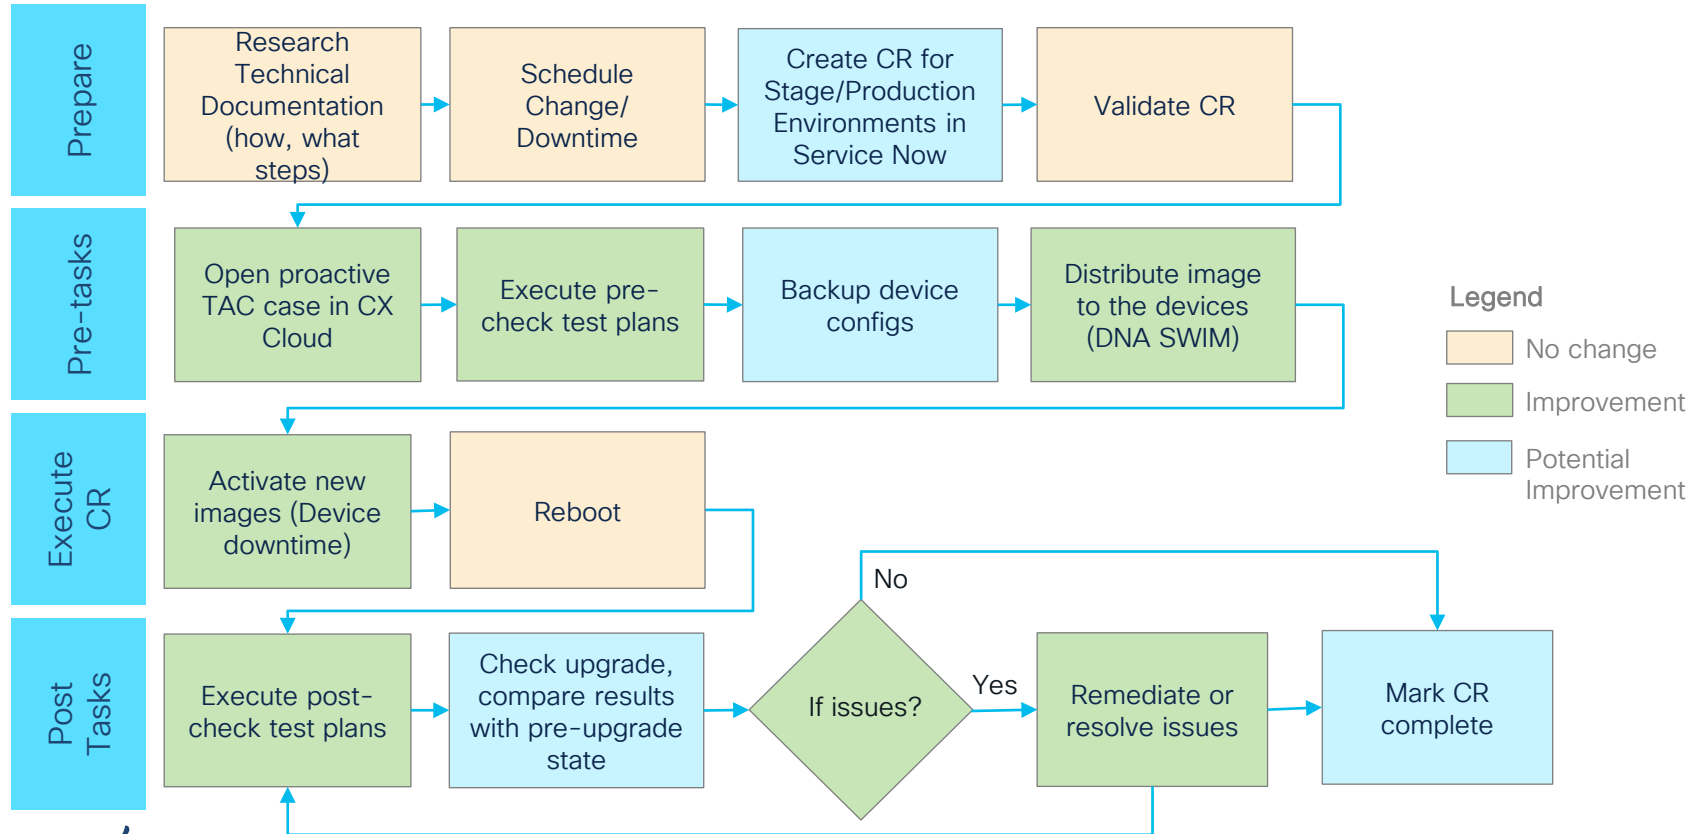 Prepare
Research
Technical
Documentation
(how, what
steps)
Schedule
Change/
Downtime
Create CR for
Stage/Production
Environments in
Service Now
Validate CR
Pre-tasks
Open proactive
TAC case in CX
Cloud
Execute pre-
check test plans
Backup device
configs
Distribute image
to the devices
(DNA SWIM)
Legend
No change
Improvement
Potential
Improvement
Execute
CR
Activate new
images (Device
downtime)
Reboot
Post
Tasks
Execute post-
check test plans
Check upgrade,
compare results
with pre-upgrade
state
If issues?
No
Yes
Remediate or
resolve issues
Mark CR
complete